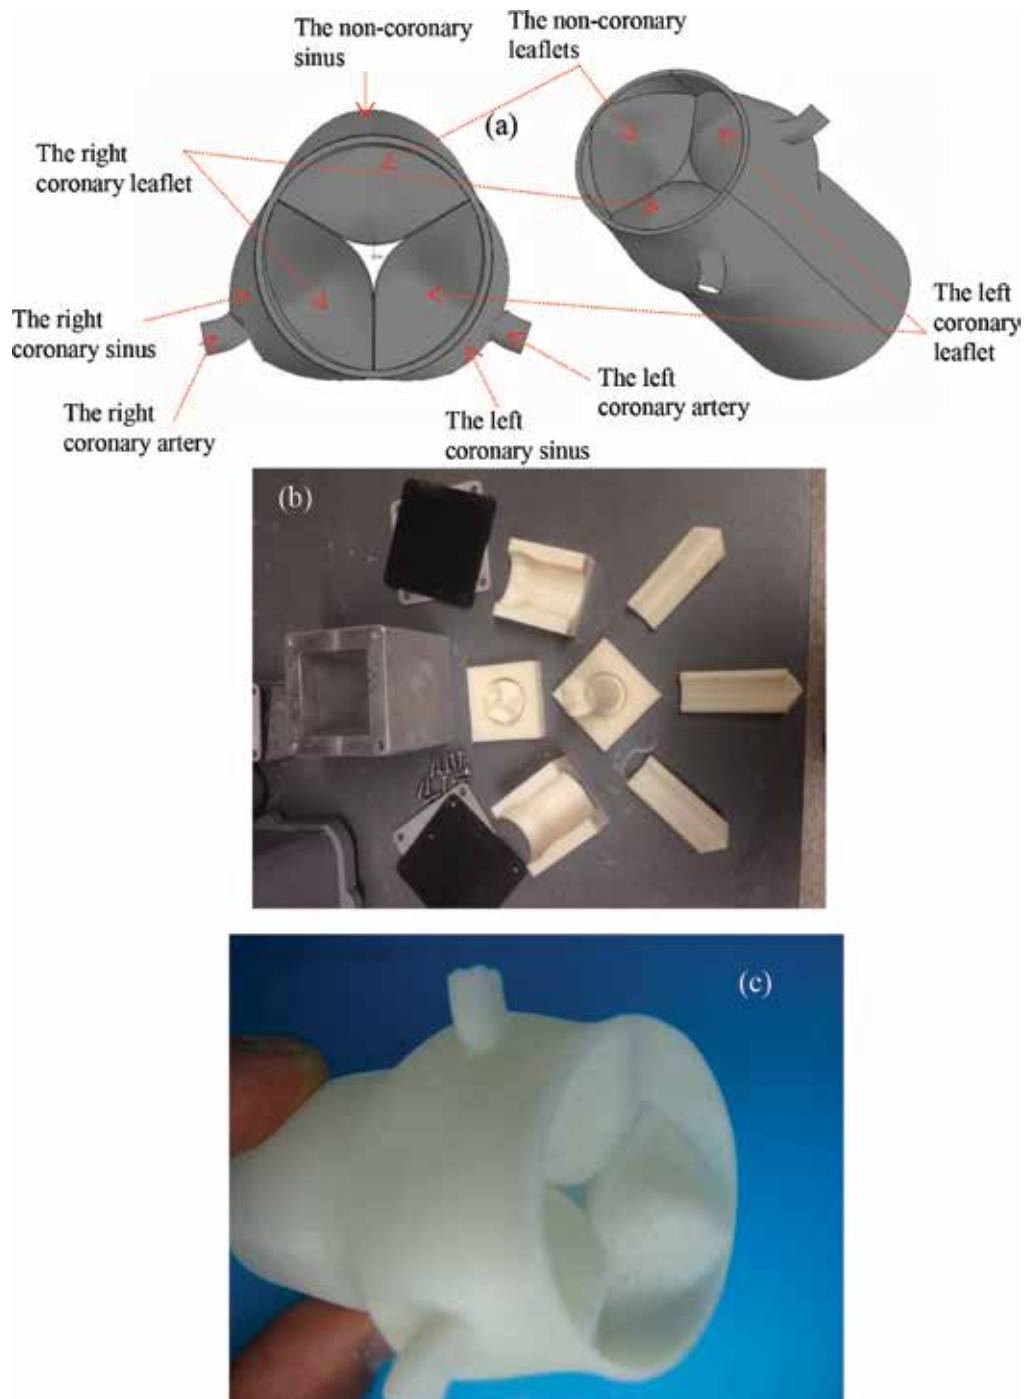 The non-coronary
sinus
The non-coronary
leaflets
(a)
The right
coronary leaflet
The right
coronary sinus
The left
coronary
leaflet
The left
coronary artery
The right
coronary artery
The left
coronary sinus
(b)
(c)